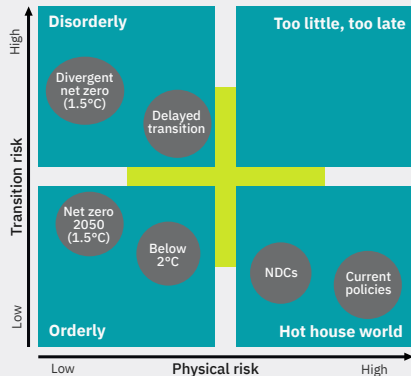 High
Transition risk
Low
Disorderly
Divergent
net zero
(1.5°C)
Delayed
transition
Too little, too late
Net zero
2050
(1.5°C)
Below
2°C
Orderly
NDCs
Current
policies
Hot house world
Low
Physical risk
High